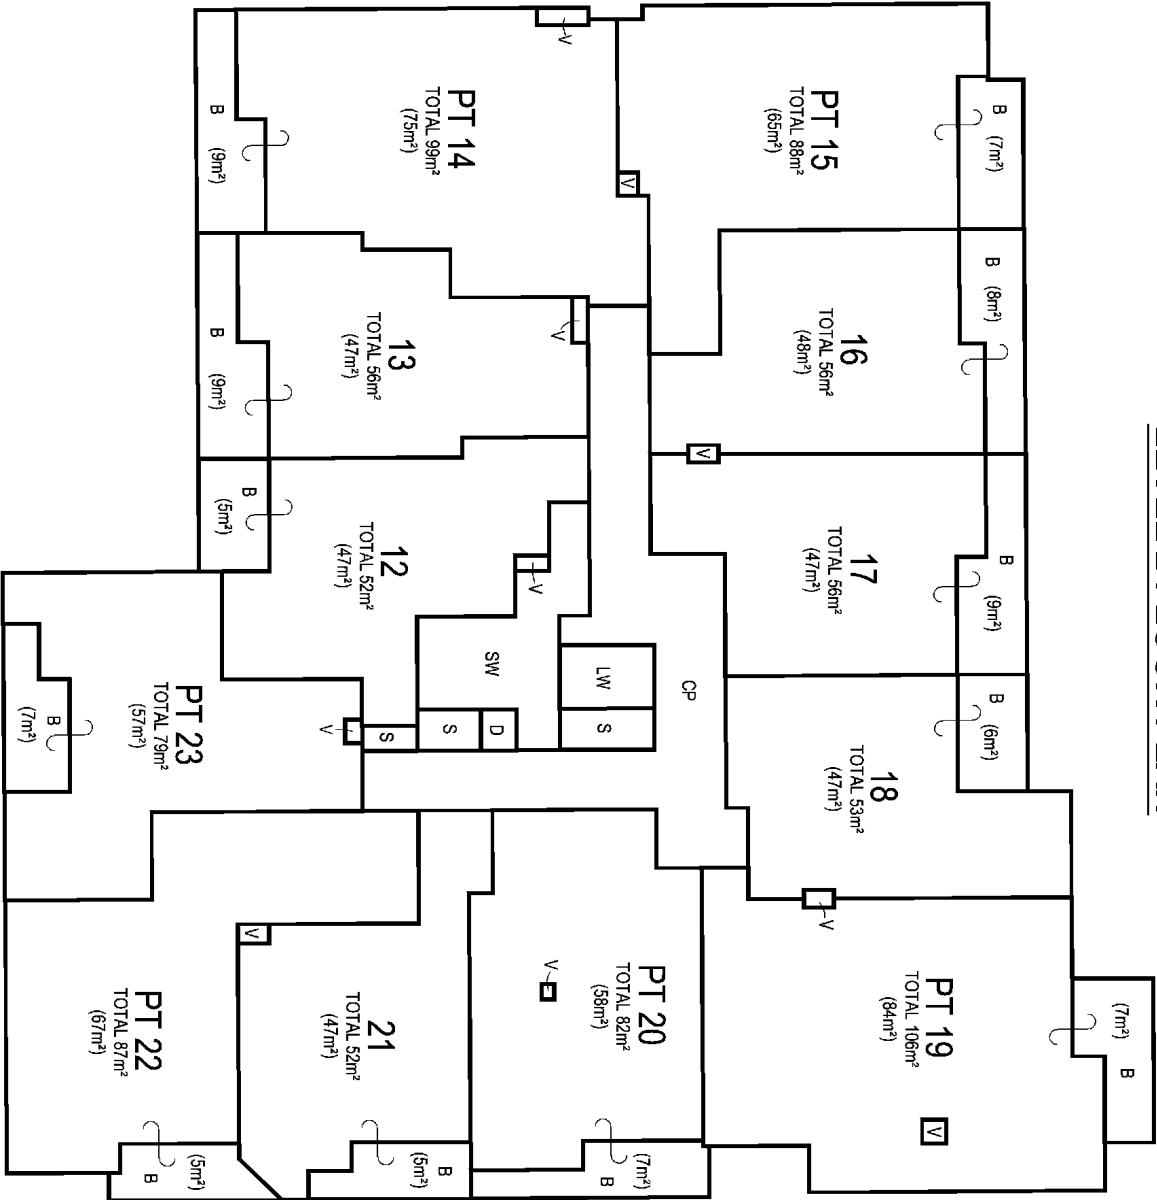 PT 14
TOTAL 99m²
(75m²)
B
(9m²)
V
PT 15
TOTAL 88m²
(65m²)
B
(7m²)
V
13
TOTAL 56m²
(47m²)
B
(9m²)
V
16
TOTAL 56m²
(48m²)
B
(8m²)
V
12
TOTAL 52m²
(47m²)
B
(5m²)
V
17
TOTAL 56m²
(47m²)
B
(9m²)
SW
LW
CP
S
S
D
S
18
TOTAL 53m²
(47m²)
B
(6m²)
V
PT 23
TOTAL 79m²
(57m²)
B
(7m²)
V
PT 22
TOTAL 87m²
(67m²)
B
(5m²)
V
21
TOTAL 52m²
(47m²)
B
(5m²)
PT 20
TOTAL 82m²
(58m²)
B
(7m²)
V
PT 19
TOTAL 106m²
(84m²)
B
(7m²)
V